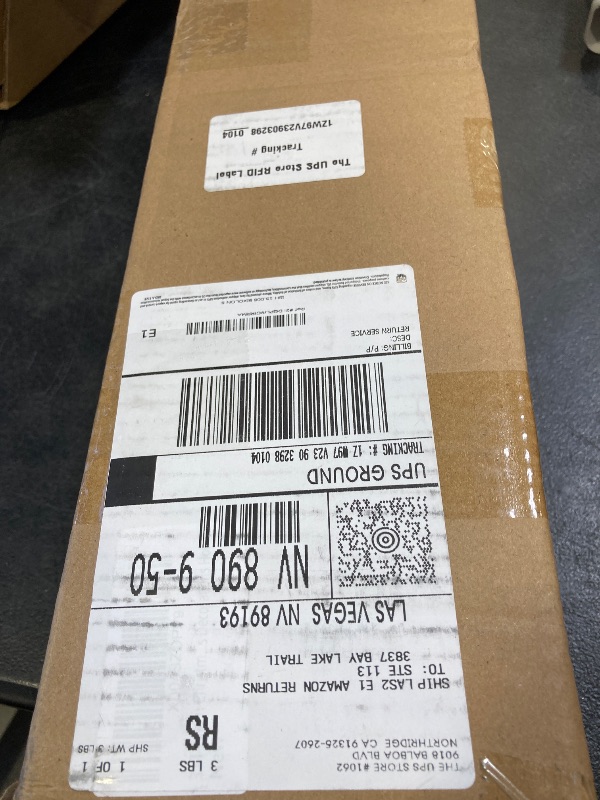 THE UPS STORE #1062
9018 BALBOA BLVD
NORTHRIDGE CA 91325-2607
3 LBS
1 OF 1
SHP WT: 3 LBS
RS
SHIP LAS2 E1 AMAZON RETURNS
TO: STE 113
3837 BAY LAKE TRAIL
LAS VEGAS NV 89193
NV 890 9-50
UPS GROUND
TRACKING #: 1Z W97 V23 90 3298 0104
BILLING: P/P
DESC:
RETURN SERVICE
E1
The UPS Store RFID Label
Tracking #
1ZW97V23903298 0104